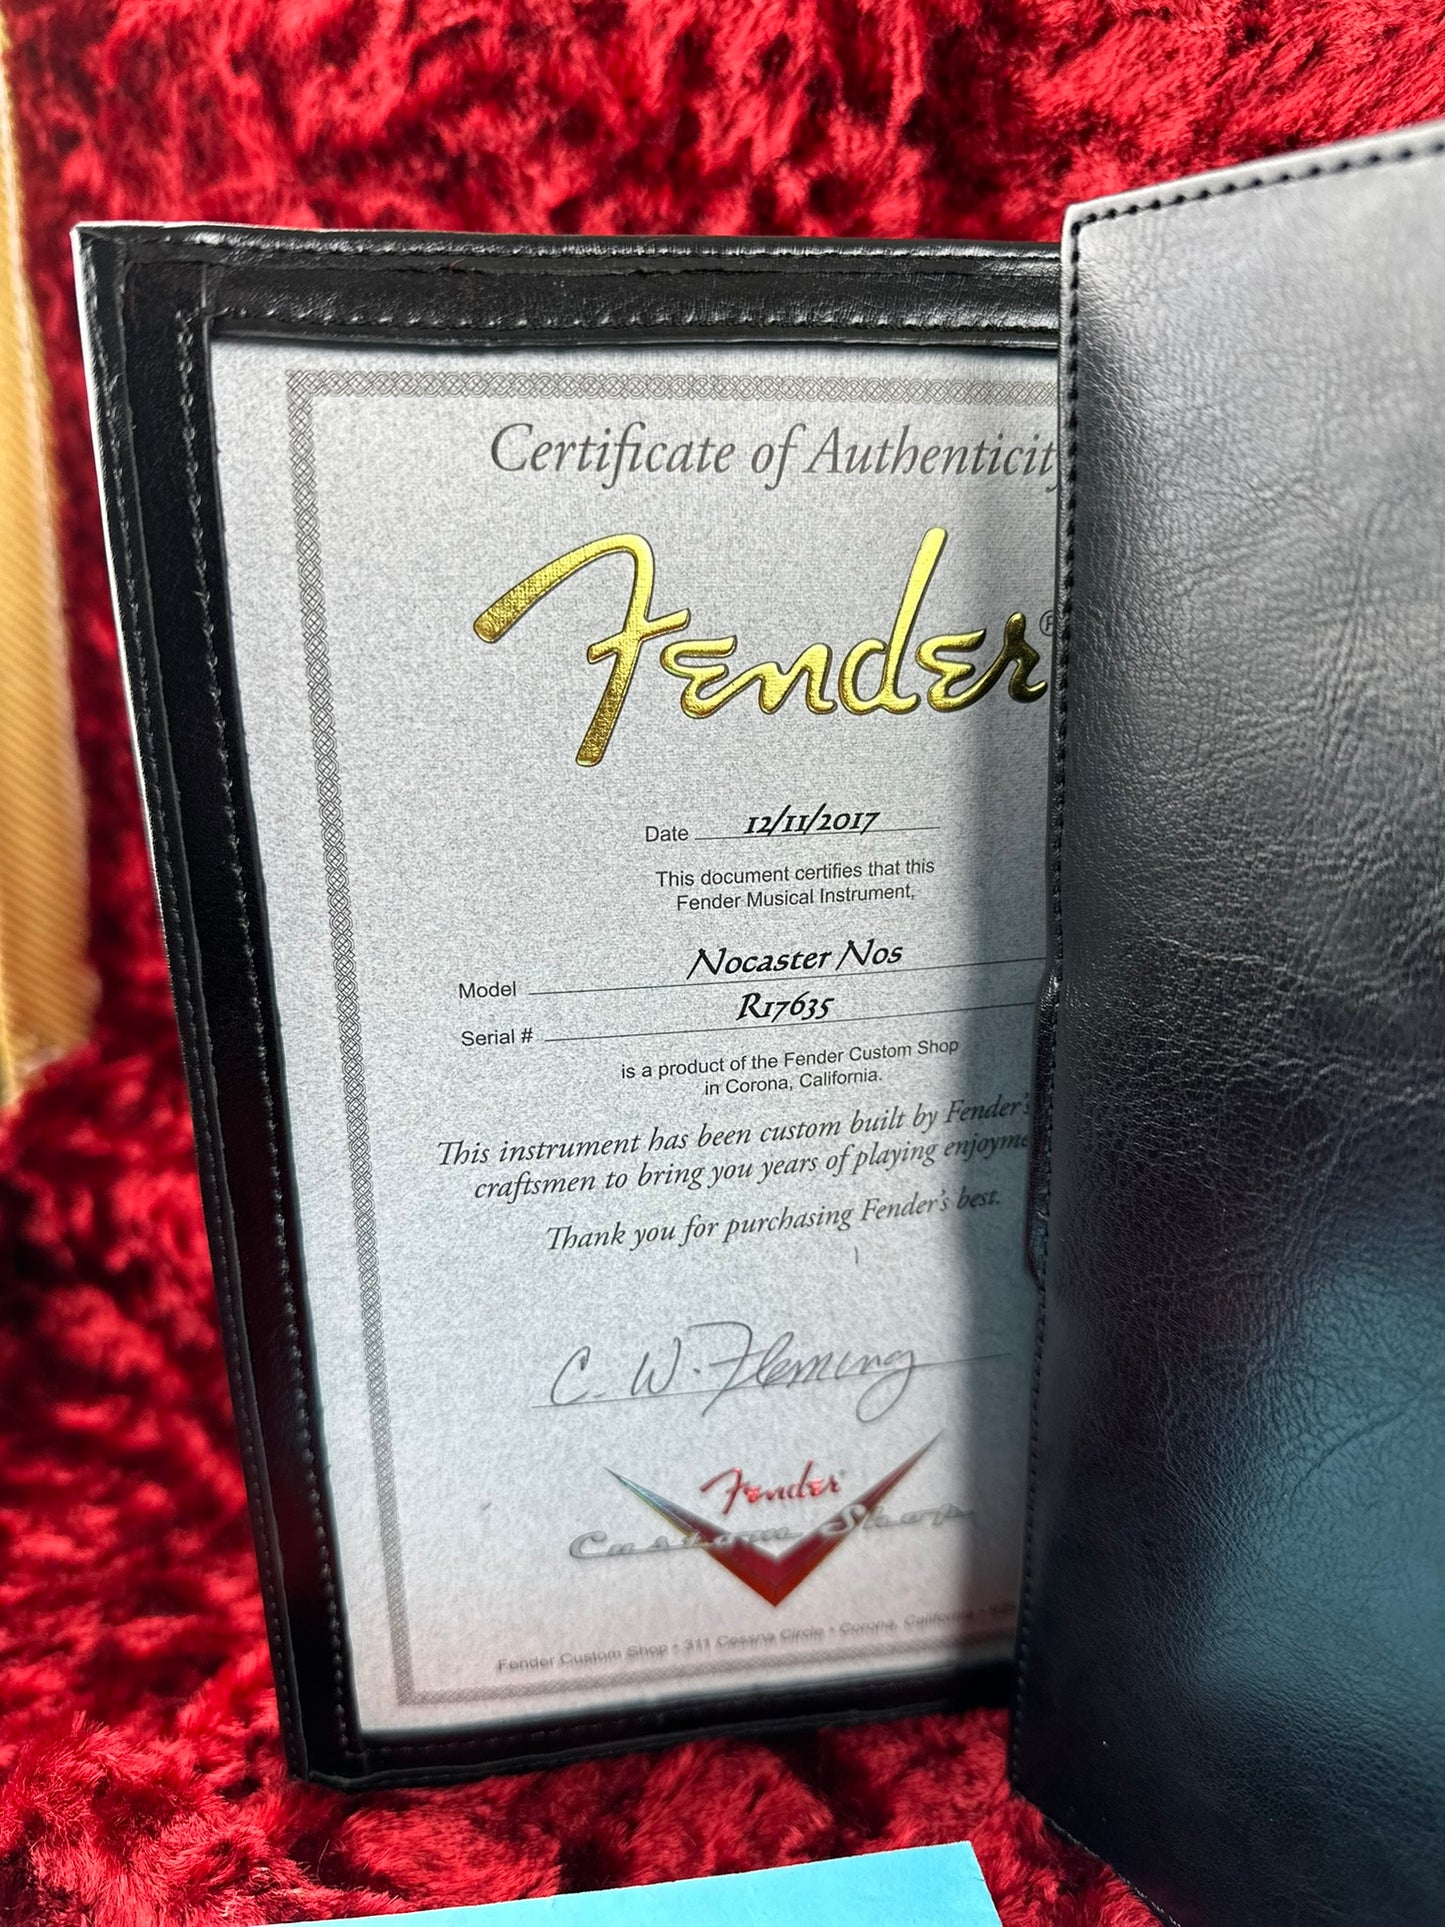 Certificate of Authenticity
Fender®
Date 12/11/2017
This document certifies that this
Fender Musical Instrument,
Model Nocaster Nos
Serial # R17635
is a product of the Fender Custom Shop
in Corona, California.
This instrument has been custom built by Fender's
craftsmen to bring you years of playing enjoyme
Thank you for purchasing Fender's best.
C. W. Fleming
Fender
Custom Shop
Fender Custom Shop • 311 Cessna Circle • Corona, California •